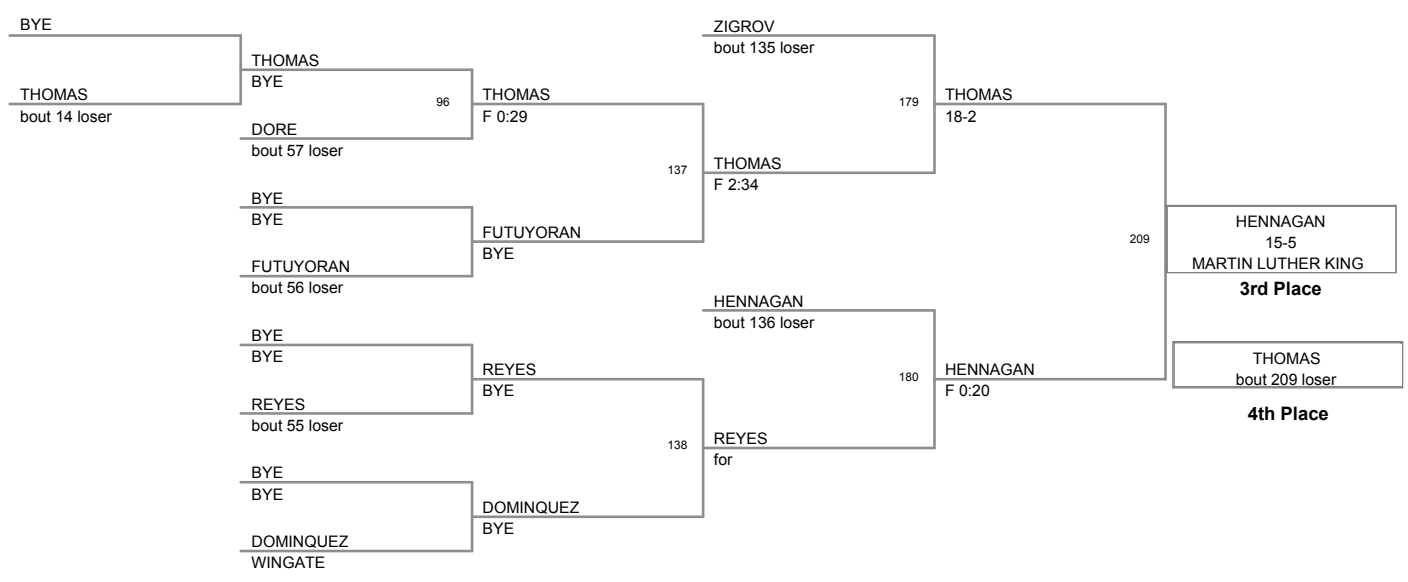 BYE
THOMAS
bout 14 loser
THOMAS
BYE
96
DORE
bout 57 loser
BYE
BYE
FUTUYORAN
bout 56 loser
BYE
BYE
REYES
bout 55 loser
BYE
BYE
DOMINQUEZ
WINGATE
THOMAS
F 0:29
137
FUTUYORAN
BYE
REYES
BYE
138
DOMINQUEZ
BYE
ZIGROV
bout 135 loser
179
THOMAS
F 2:34
HENNAGAN
bout 136 loser
180
REYES
for
THOMAS
18-2
209
HENNAGAN
F 0:20
HENNAGAN
15-5
MARTIN LUTHER KING
3rd Place
THOMAS
bout 209 loser
4th Place